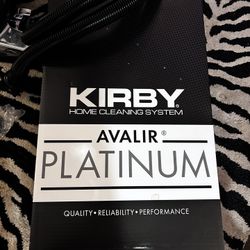 KIRBY®
HOME CLEANING SYSTEM
AVALIR®
PLATINUM
QUALITY • RELIABILITY • PERFORMANCE